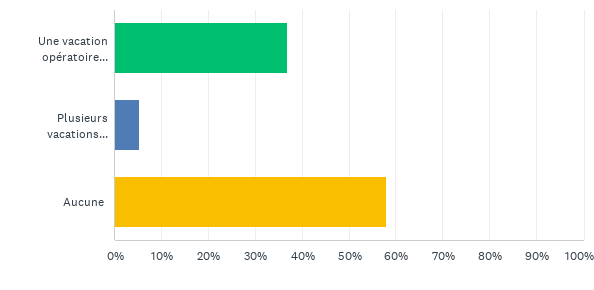 Une vacation
opératoire...
Plusieurs
vacations...
Aucune
0% 10% 20% 30% 40% 50% 60% 70% 80% 90% 100%